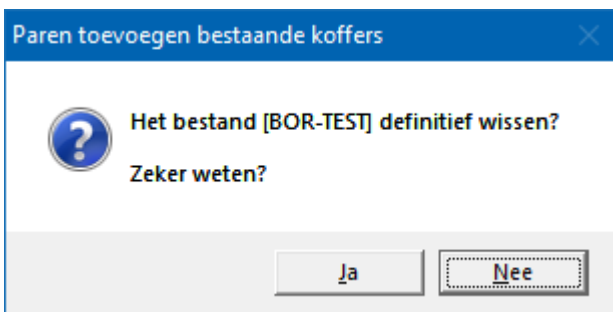 Paren toevoegen bestaande koffers
Het bestand [BOR-TEST] definitief wissen?
Zeker weten?
Ja
Nee